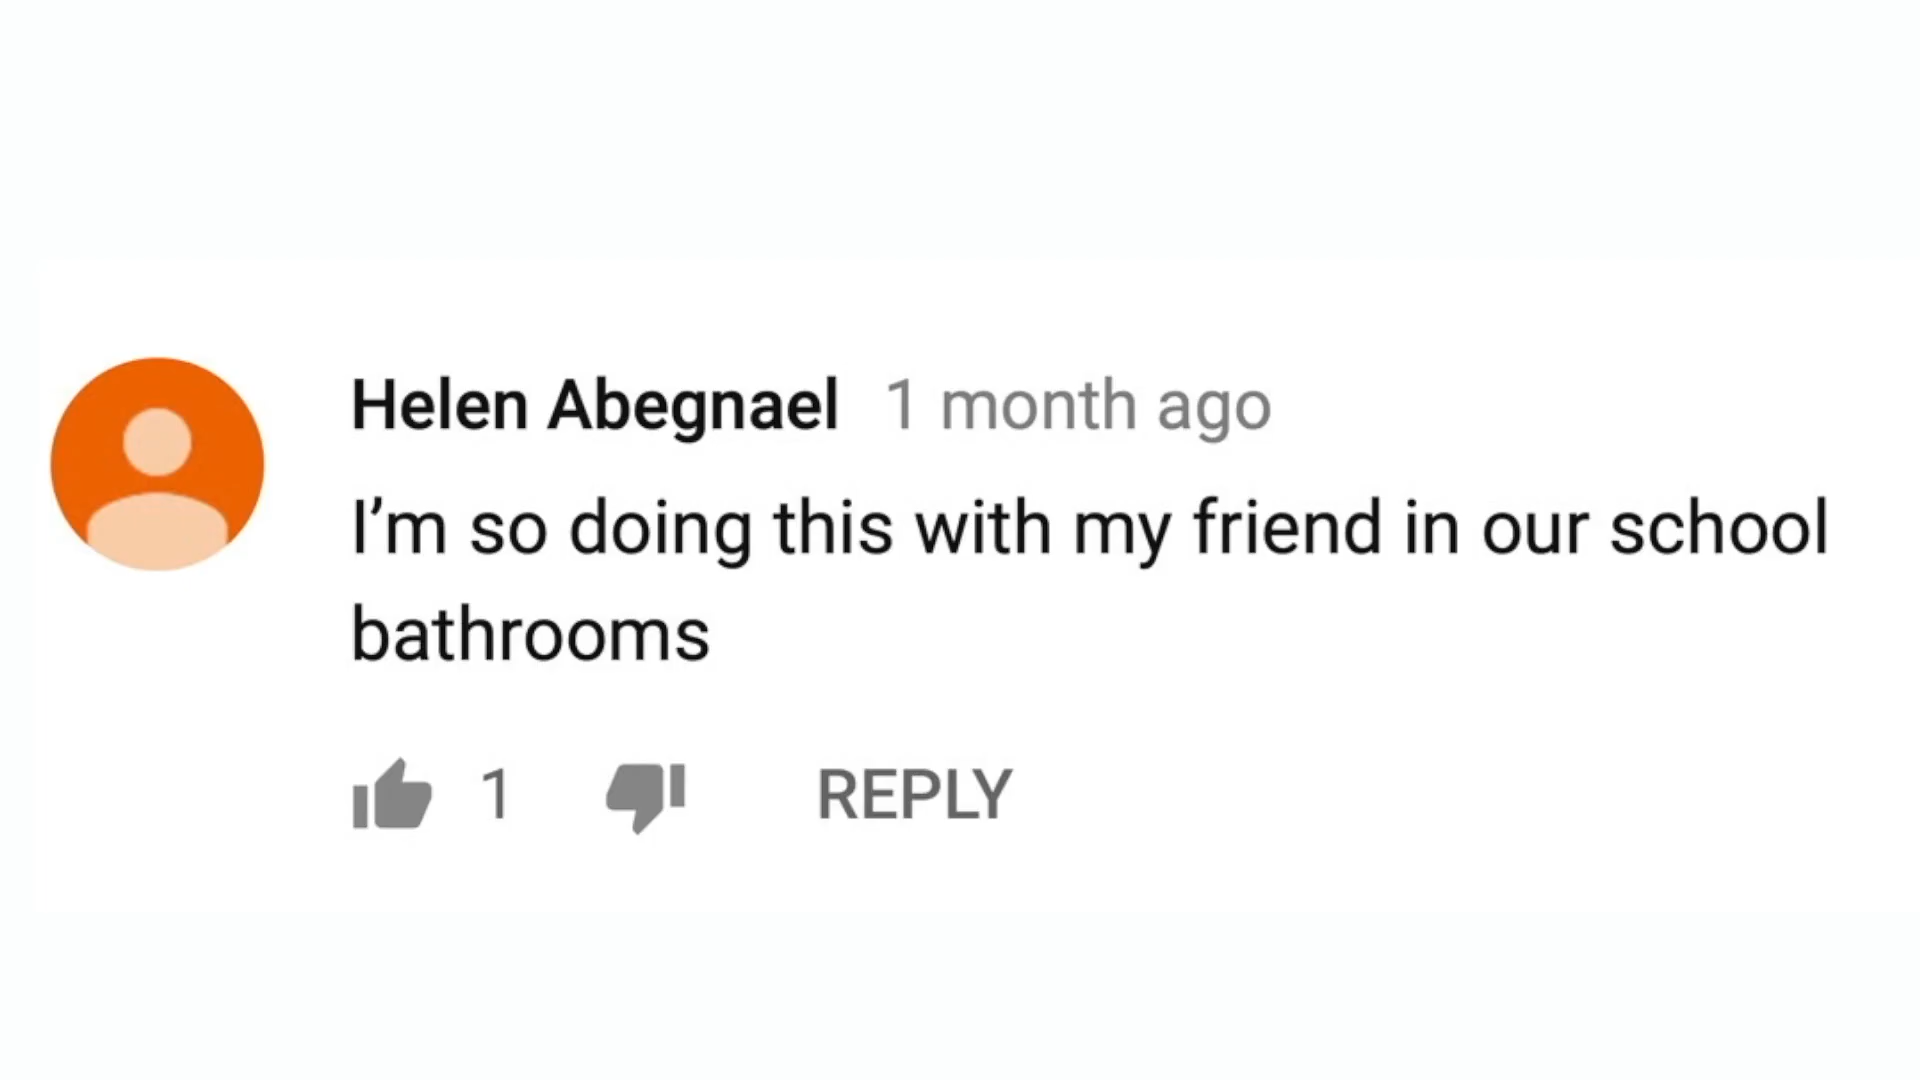 Helen Abegnael 1 month ago
I’m so doing this with my friend in our school
bathrooms
1 REPLY